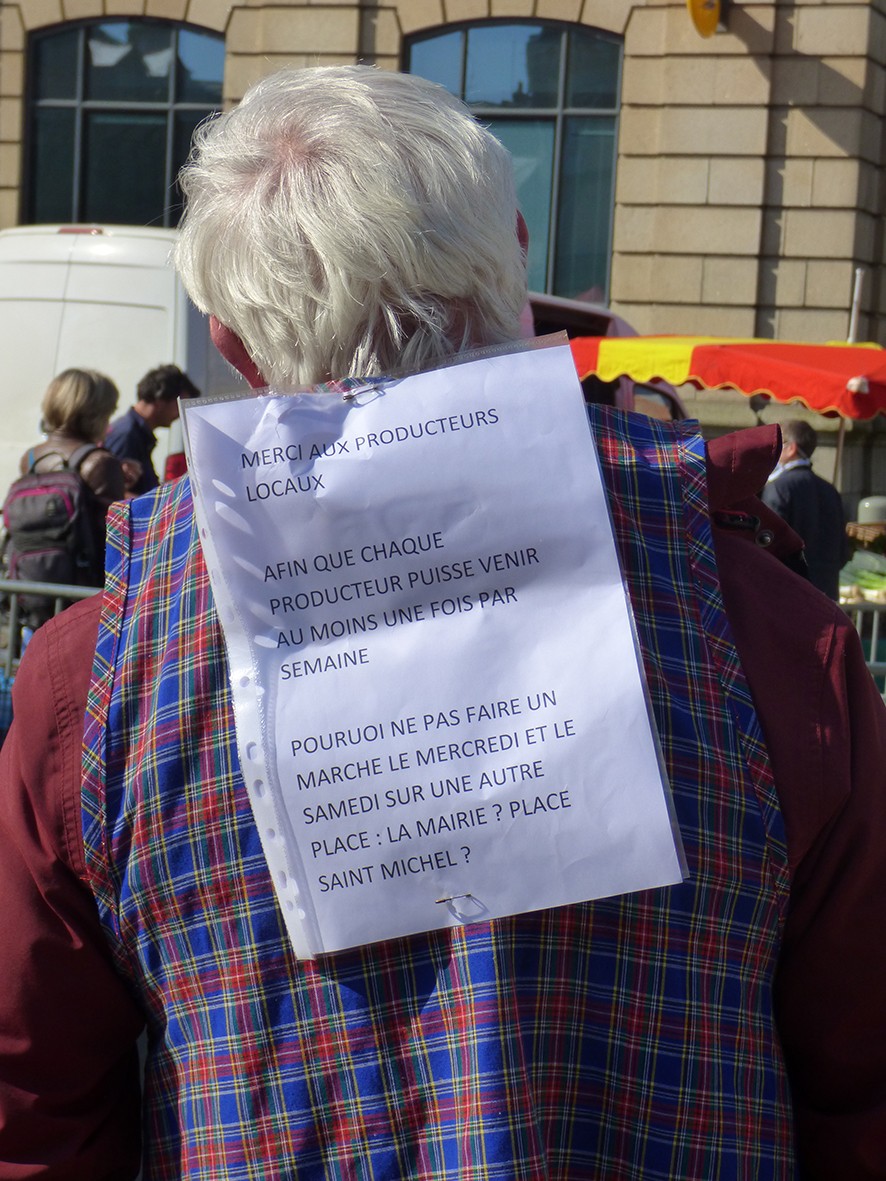 MERCI AUX PRODUCTEURS
LOCAUX
AFIN QUE CHAQUE
PRODUCTEUR PUISSE VENIR
AU MOINS UNE FOIS PAR
SEMAINE
POURUOI NE PAS FAIRE UN
MARCHE LE MERCREDI ET LE
SAMEDI SUR UNE AUTRE
PLACE : LA MAIRIE ? PLACE
SAINT MICHEL ?